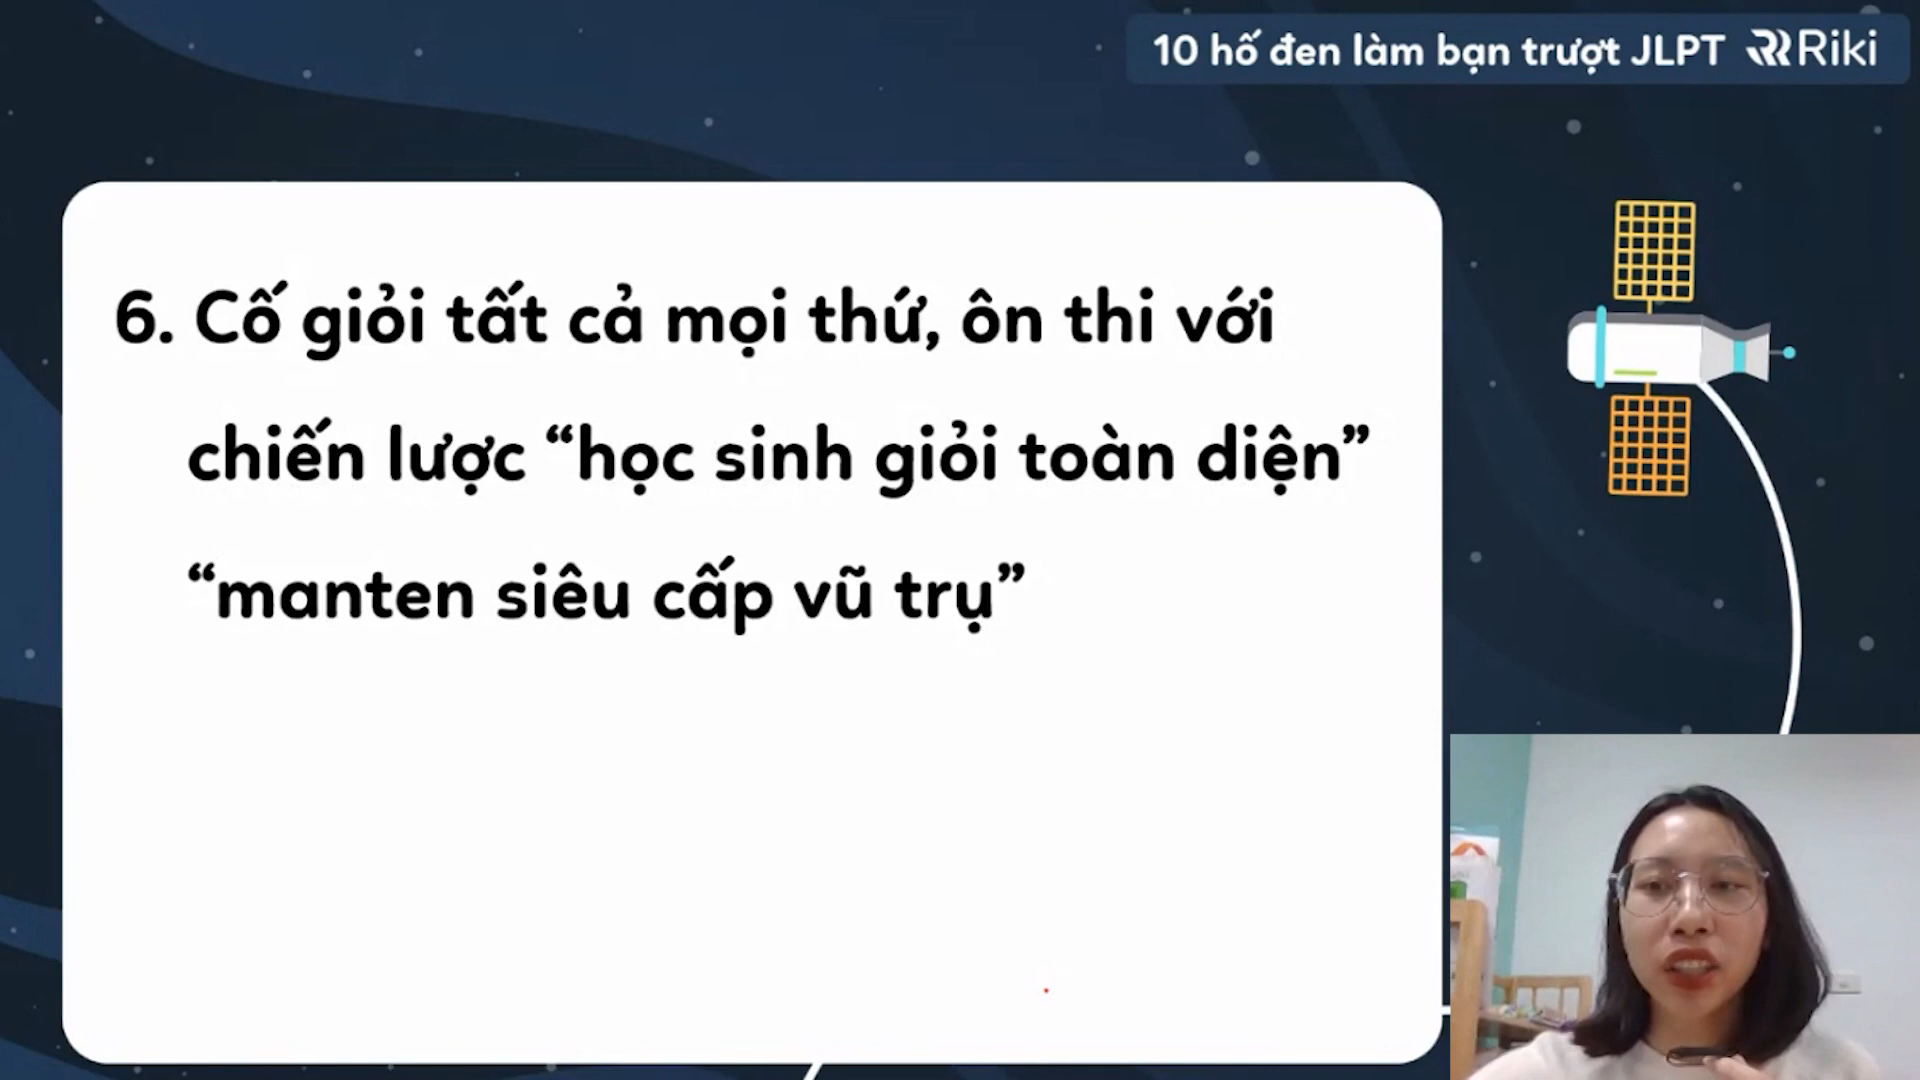 10 hố đen làm bạn trượt JLPT Riki
6. Cố giỏi tất cả mọi thứ, ôn thi với
chiến lược “học sinh giỏi toàn diện”
“manten siêu cấp vũ trụ”